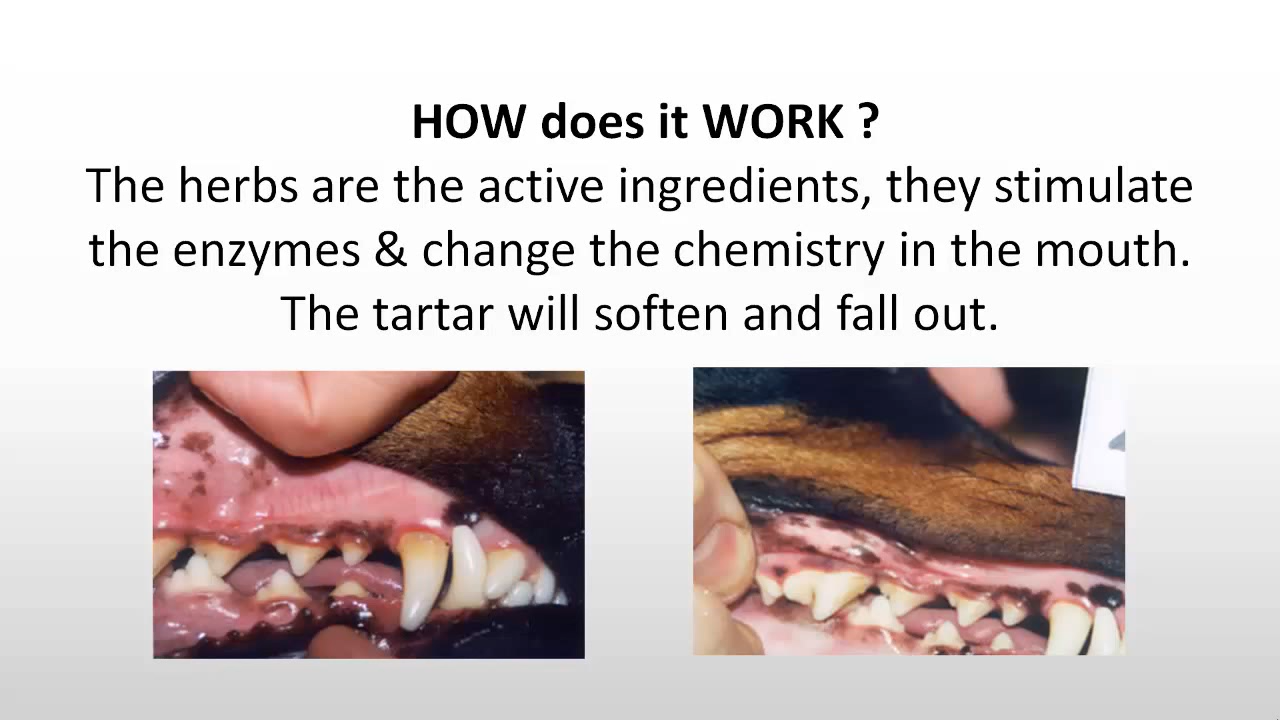 HOW does it WORK ?
The herbs are the active ingredients, they stimulate
the enzymes & change the chemistry in the mouth.
The tartar will soften and fall out.